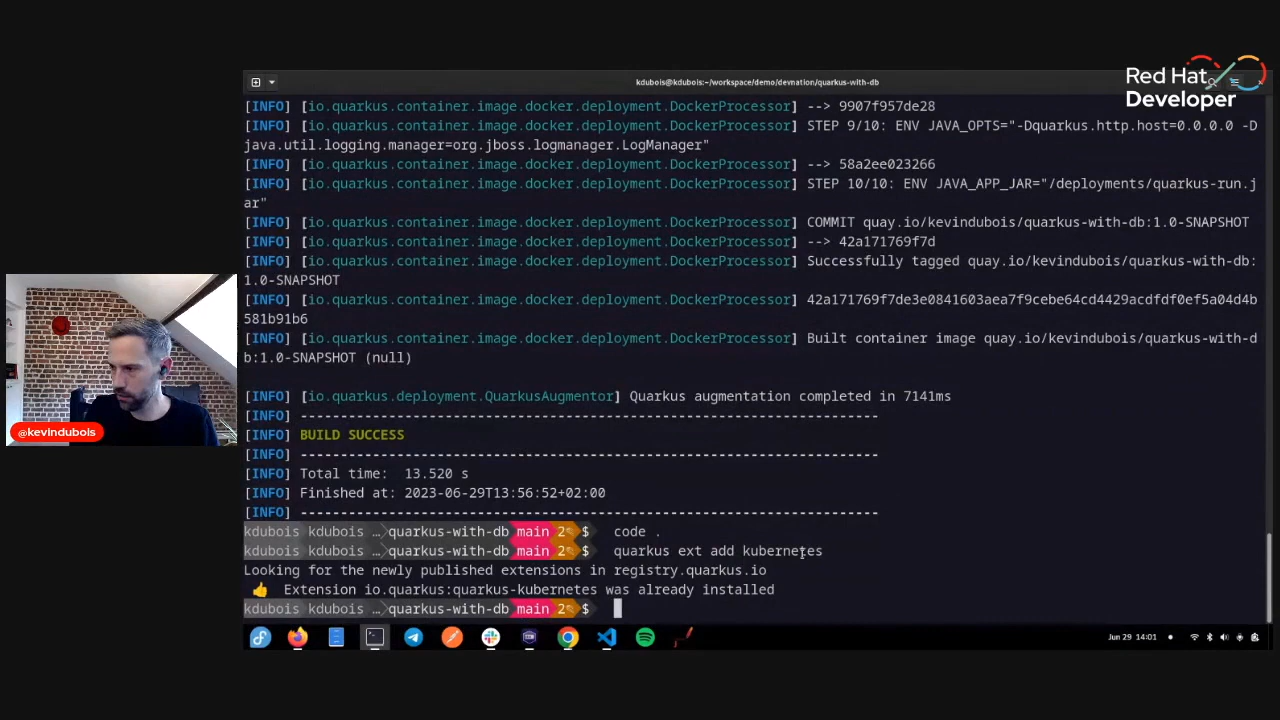 Red Hat
Developer
kdubois@kdubois:~/workspace/demo/devnation/quarkus-with-db
[INFO] [io.quarkus.container.image.docker.deployment.DockerProcessor] --> 9907f957de28
[INFO] [io.quarkus.container.image.docker.deployment.DockerProcessor] STEP 9/10: ENV JAVA_OPTS="-Dquarkus.http.host=0.0.0.0 -D
java.util.logging.manager=org.jboss.logmanager.LogManager"
[INFO] [io.quarkus.container.image.docker.deployment.DockerProcessor] --> 58a2ee023266
[INFO] [io.quarkus.container.image.docker.deployment.DockerProcessor] STEP 10/10: ENV JAVA_APP_JAR="/deployments/quarkus-run.j
ar"
[INFO] [io.quarkus.container.image.docker.deployment.DockerProcessor] COMMIT quay.io/kevindubois/quarkus-with-db:1.0-SNAPSHOT
[INFO] [io.quarkus.container.image.docker.deployment.DockerProcessor] --> 42a171769f7d
[INFO] [io.quarkus.container.image.docker.deployment.DockerProcessor] Successfully tagged quay.io/kevindubois/quarkus-with-db:
1.0-SNAPSHOT
[INFO] [io.quarkus.container.image.docker.deployment.DockerProcessor] 42a171769f7de3e0841603aea7f9cebe64cd4429acdfdf0ef5a04d4b
581b91b6
[INFO] [io.quarkus.container.image.docker.deployment.DockerProcessor] Built container image quay.io/kevindubois/quarkus-with-d
b:1.0-SNAPSHOT (null)
[INFO] [io.quarkus.deployment.QuarkusAugmentor] Quarkus augmentation completed in 7141ms
[INFO] ------------------------------------------------------------------------
[INFO] BUILD SUCCESS
[INFO] ------------------------------------------------------------------------
[INFO] Total time:  13.520 s
[INFO] Finished at: 2023-06-29T13:56:52+02:00
[INFO] ------------------------------------------------------------------------
kdubois kdubois …quarkus-with-db main 2 $ code .
kdubois kdubois …quarkus-with-db main 2 $ quarkus ext add kubernetes
Looking for the newly published extensions in registry.quarkus.io
👍 Extension io.quarkus:quarkus-kubernetes was already installed
kdubois kdubois …quarkus-with-db main 2 $
@kevindubois
Jun 29 14:01